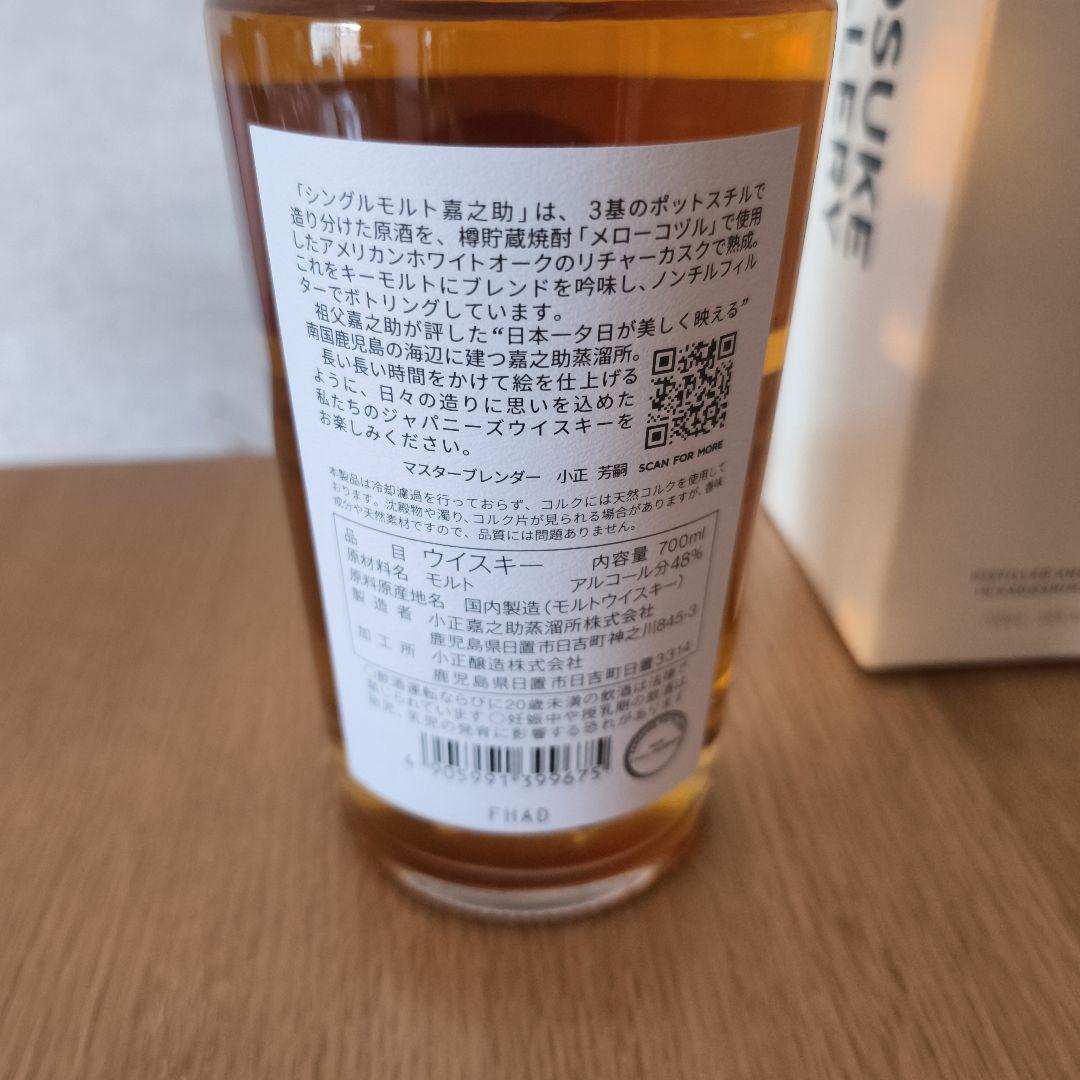 「シングルモルト嘉之助」は、3基のポットスチルで
造り分けた原酒を、樽貯蔵焼酎「メローコヅル」で使用
したアメリカンホワイトオークのリチャーカスクで熟成。
これをキーモルトにブレンドを吟味し、ノンチルフィル
ターでボトリングしています。
祖父嘉之助が評した“日本一夕日が美しく映える”
南国鹿児島の海辺に建つ嘉之助蒸溜所。
長い長い時間をかけて絵を仕上げる
ように、日々の造りに思いを込めた
私たちのジャパニーズウイスキーを
お楽しみください。
マスターブレンダー 小正 芳嗣
SCAN FOR MORE
本製品は冷却濾過を行っておらず、コルクには天然コルクを使用して
おります。沈殿物や濁り、コルク片が見られる場合がありますが、香味
成分や天然素材ですので、品質には問題ありません。
品目 ウイスキー 内容量 700ml
原材料名 モルト アルコール分48%
原料原産地名 国内製造(モルトウイスキー)
製造者 小正嘉之助蒸溜所株式会社
鹿児島県日置市日吉町神之川845-3
加工所 小正醸造株式会社
鹿児島県日置市日吉町日置3314
○飲酒運転ならびに20歳未満の飲酒は法律で
禁じられています ○妊娠中や授乳期の飲酒は
胎児、乳児の発育に影響する恐れがあります
4 905991 399675
FHAD
OSUKE
LLERY